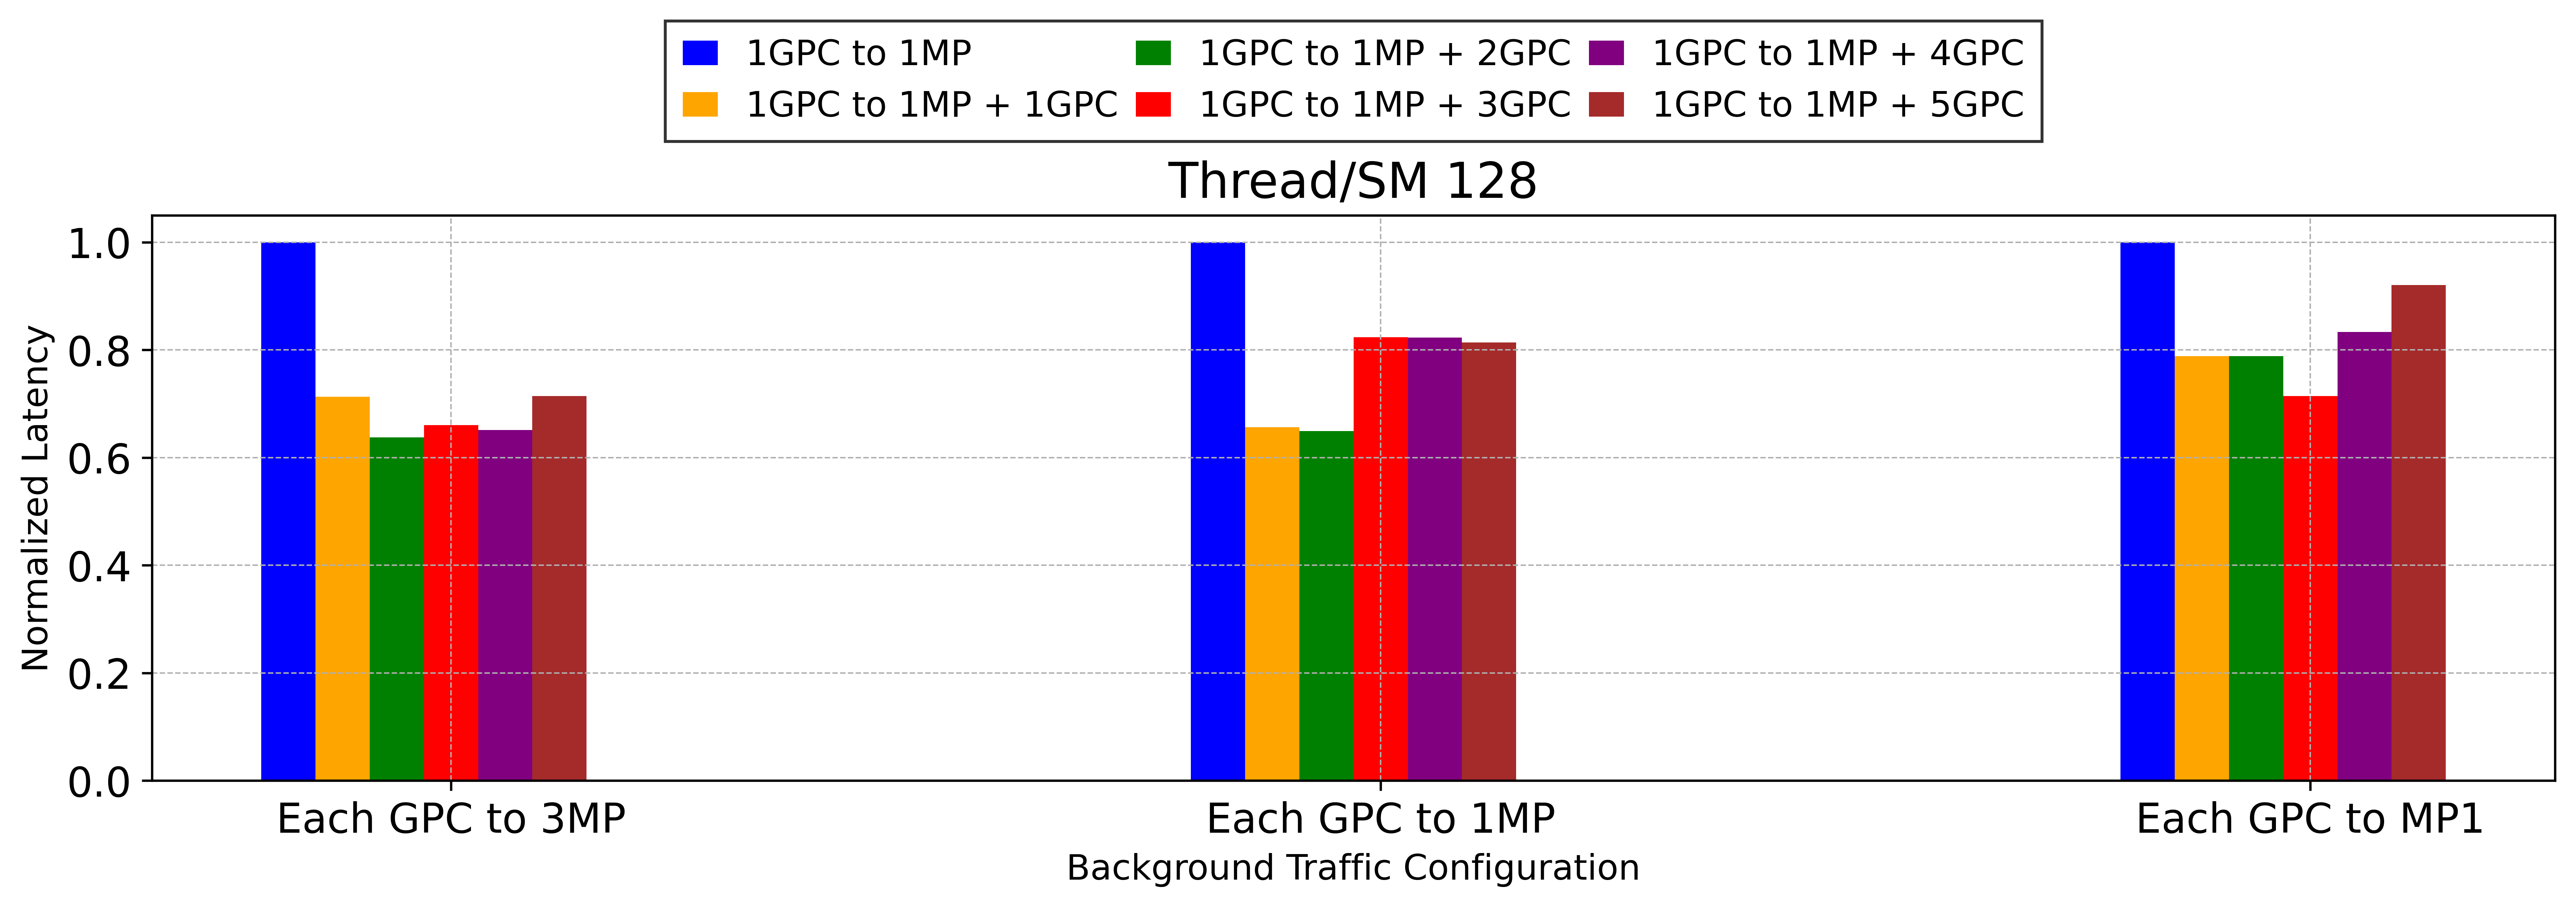 1GPC to 1MP
1GPC to 1MP + 1GPC
1GPC to 1MP + 2GPC
1GPC to 1MP + 3GPC
1GPC to 1MP + 4GPC
1GPC to 1MP + 5GPC
Thread/SM 128
Normalized Latency
1.0
0.8
0.6
0.4
0.2
0.0
Each GPC to 3MP
Each GPC to 1MP
Each GPC to MP1
Background Traffic Configuration